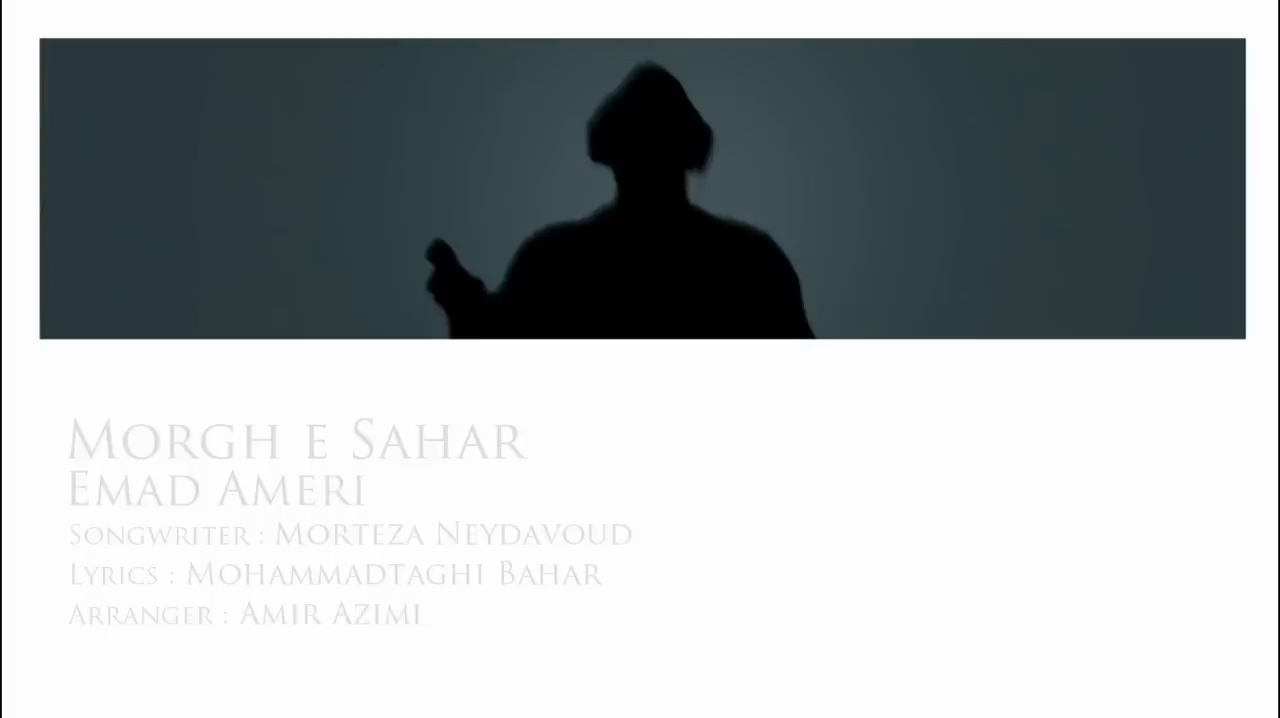 Morgh e Sahar
Emad Ameri
Songwriter : Morteza Neydavoud
Lyrics : Mohammadtaghi Bahar
Arranger : Amir Azimi